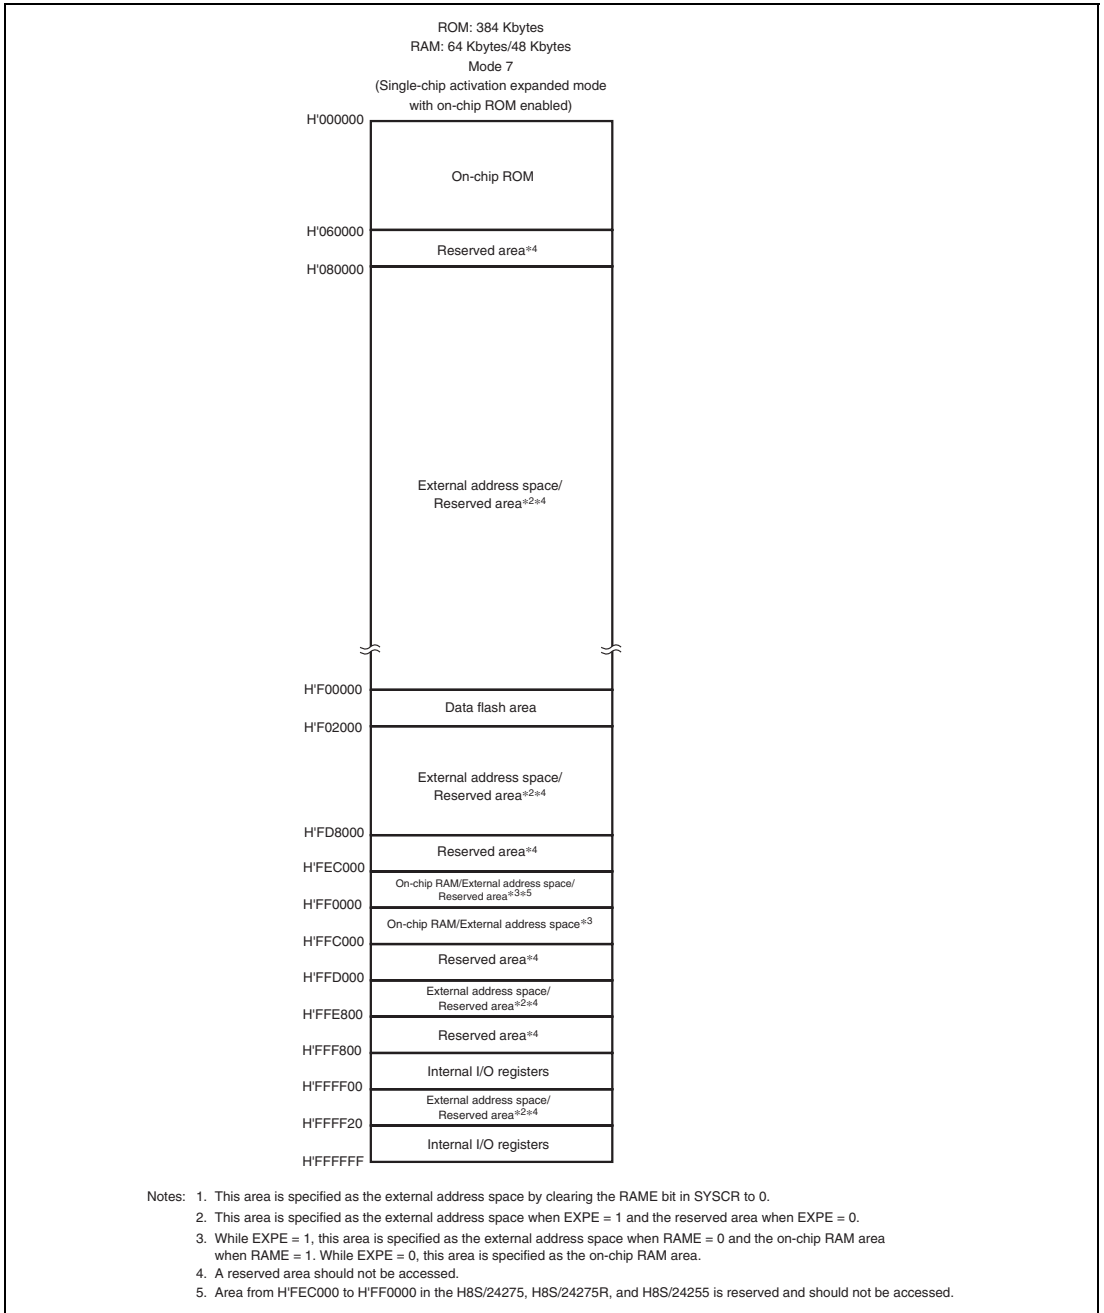 ROM: 384 Kbytes
RAM: 64 Kbytes/48 Kbytes
Mode 7
(Single-chip activation expanded mode
with on-chip ROM enabled)
H'000000
On-chip ROM
H'060000
Reserved area*4
H'080000
External address space/
Reserved area*2*4
H'F00000
Data flash area
H'F02000
External address space/
Reserved area*2*4
H'FD8000
Reserved area*4
H'FEC000
On-chip RAM/External address space/
Reserved area*3*5
H'FF0000
On-chip RAM/External address space*3
H'FFC000
Reserved area*4
H'FFD000
External address space/
Reserved area*2*4
H'FFE800
Reserved area*4
H'FFF800
Internal I/O registers
H'FFFF00
External address space/
Reserved area*2*4
H'FFFF20
Internal I/O registers
H'FFFFFF
Notes: 1. This area is specified as the external address space by clearing the RAME bit in SYSCR to 0.
2. This area is specified as the external address space when EXPE = 1 and the reserved area when EXPE = 0.
3. While EXPE = 1, this area is specified as the external address space when RAME = 0 and the on-chip RAM area
when RAME = 1. While EXPE = 0, this area is specified as the on-chip RAM area.
4. A reserved area should not be accessed.
5. Area from H'FEC000 to H'FF0000 in the H8S/24275, H8S/24275R, and H8S/24255 is reserved and should not be accessed.